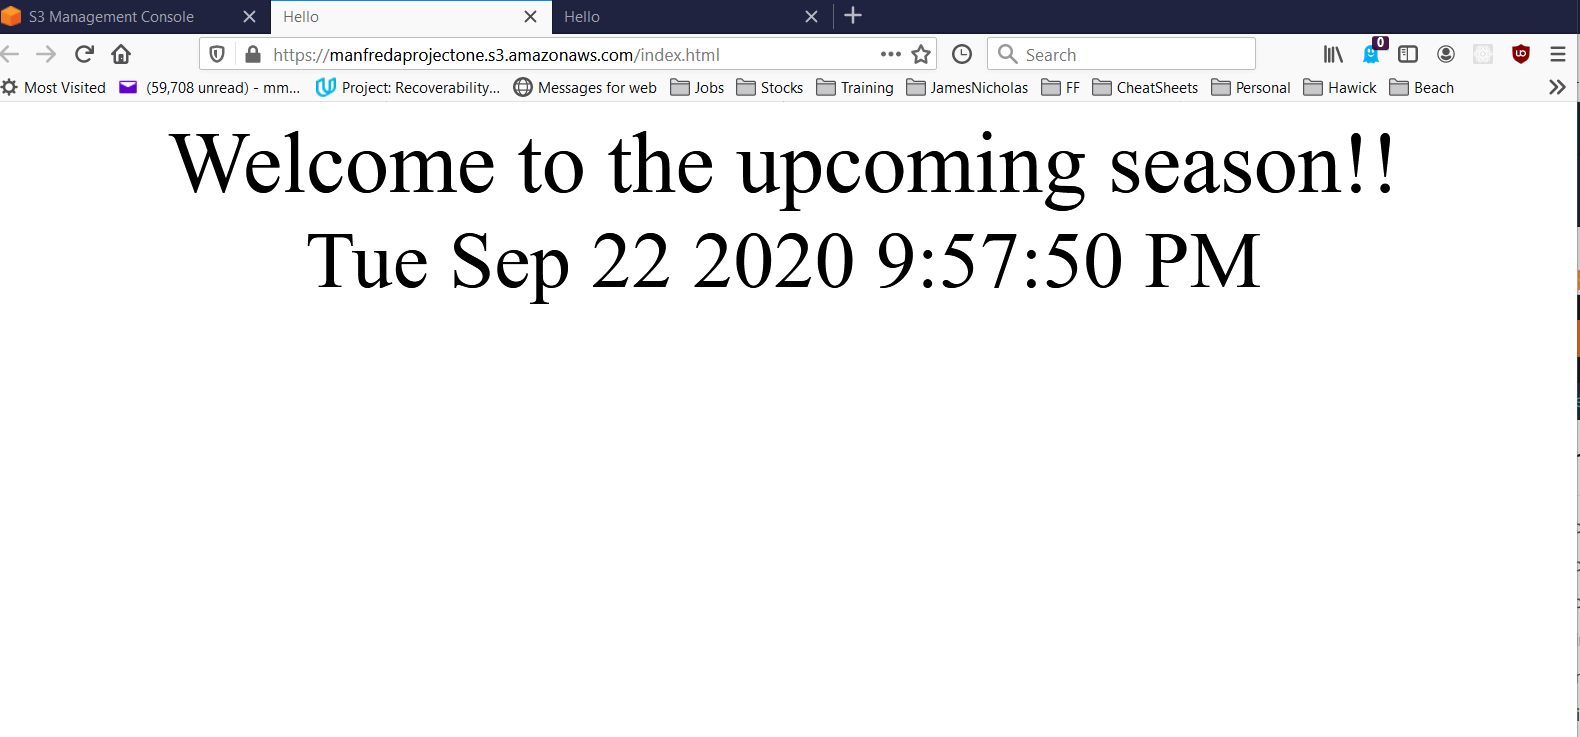 S3 Management Console
Hello
Hello
https://manfredaprojectone.s3.amazonaws.com/index.html
Search
0
Most Visited
(59,708 unread) - mm...
Project: Recoverability...
Messages for web
Jobs
Stocks
Training
JamesNicholas
FF
CheatSheets
Personal
Hawick
Beach
Welcome to the upcoming season!!
Tue Sep 22 2020 9:57:50 PM